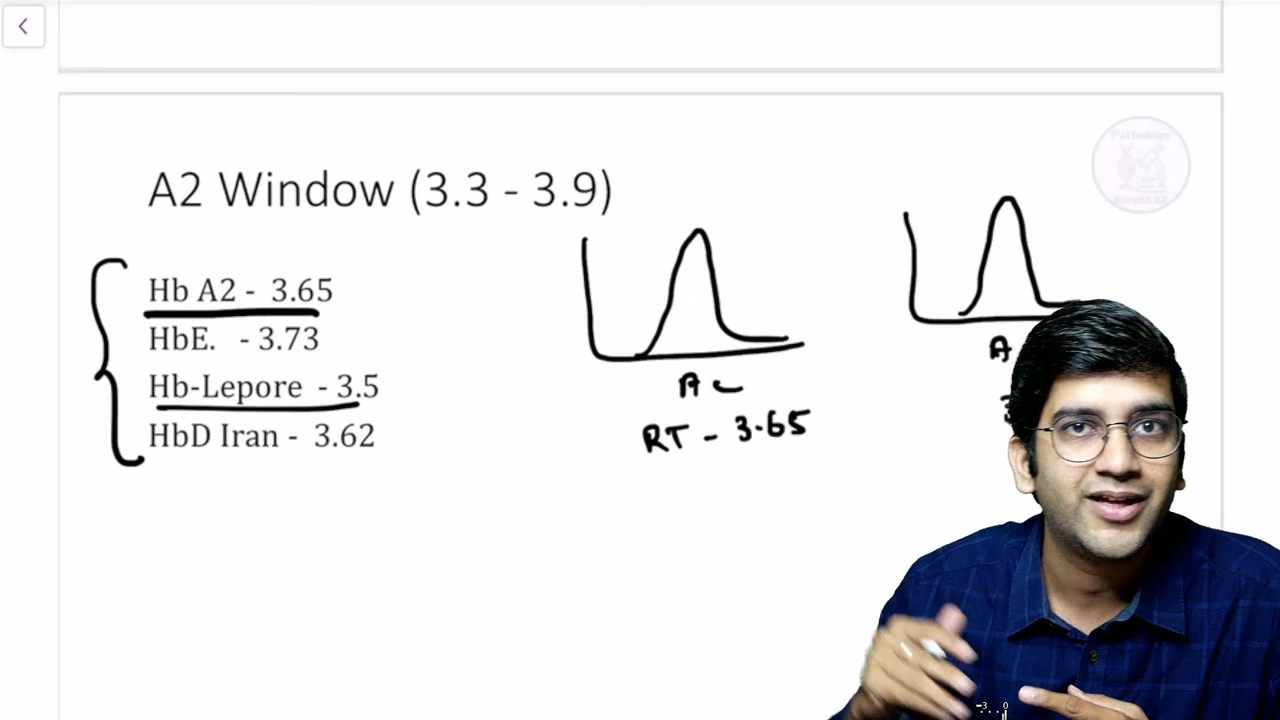 A2 Window (3.3 - 3.9)
Hb A2 - 3.65
HbE. - 3.73
Hb-Lepore - 3.5
HbD Iran - 3.62
RT - 3.65
A